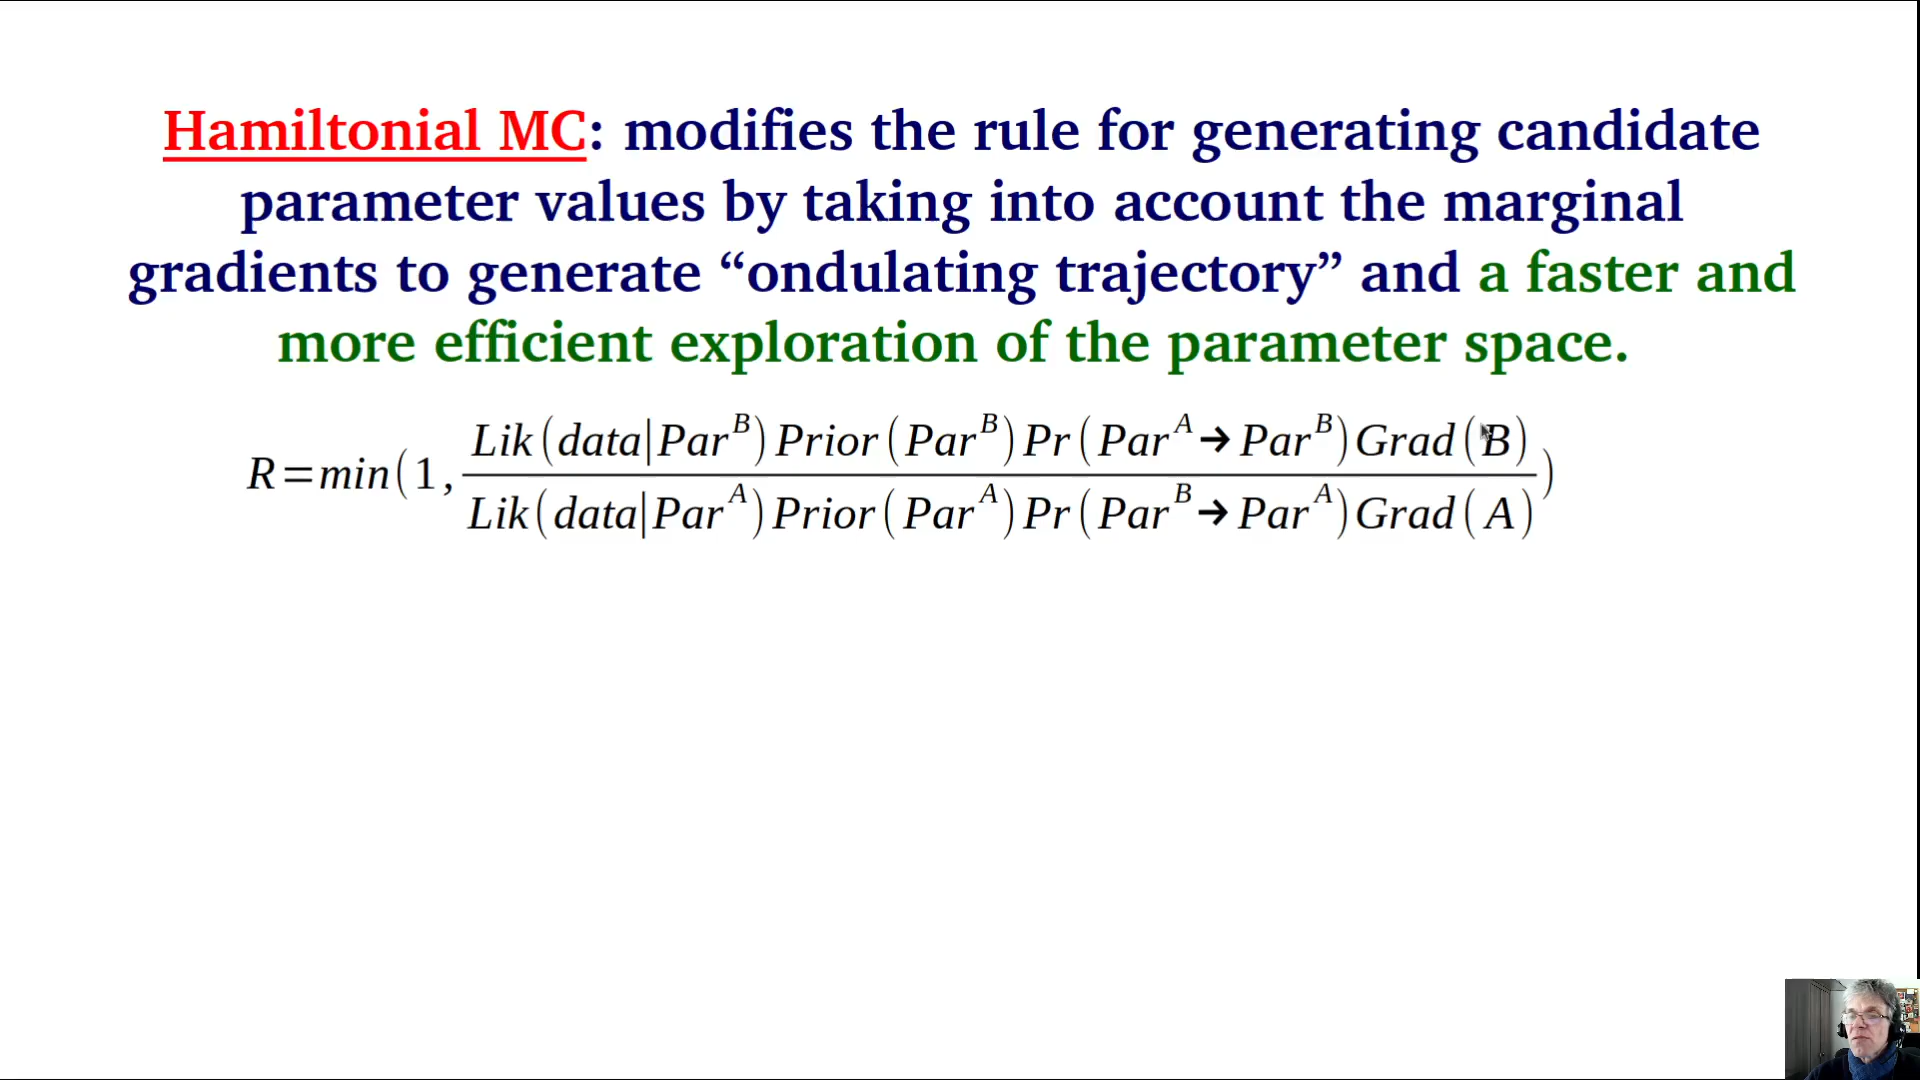 Hamiltonial MC: modifies the rule for generating candidate
parameter values by taking into account the marginal
gradients to generate “ondulating trajectory” and a faster and
more efficient exploration of the parameter space.
R=min(1, \frac{Lik(data|Par^B)Prior(Par^B)Pr(Par^A→Par^B)Grad(B)}{Lik(data|Par^A)Prior(Par^A)Pr(Par^B→Par^A)Grad(A)})